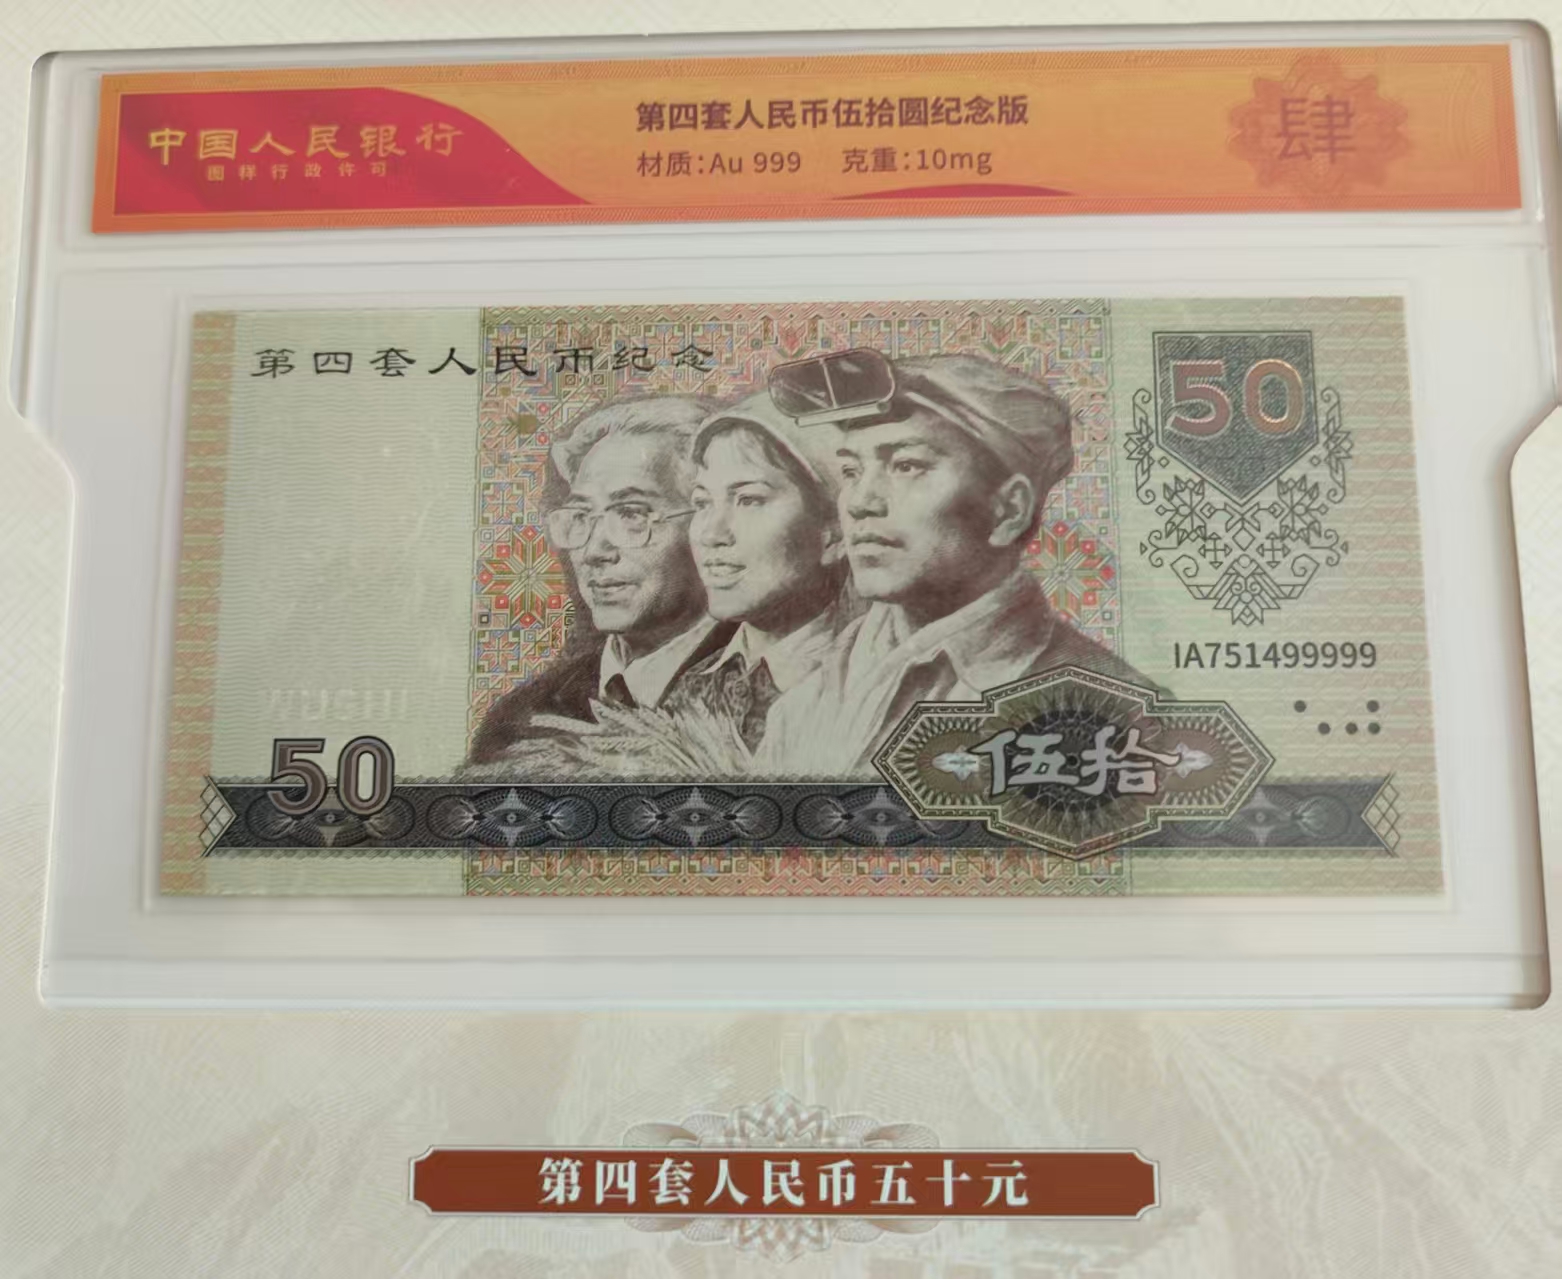 中国人民银行
图样行政许可
第四套人民币伍拾圆纪念版
材质:Au 999 克重:10mg
肆
第四套人民币纪念
50
IA751499999
WUSHI
50
伍拾
第四套人民币五十元